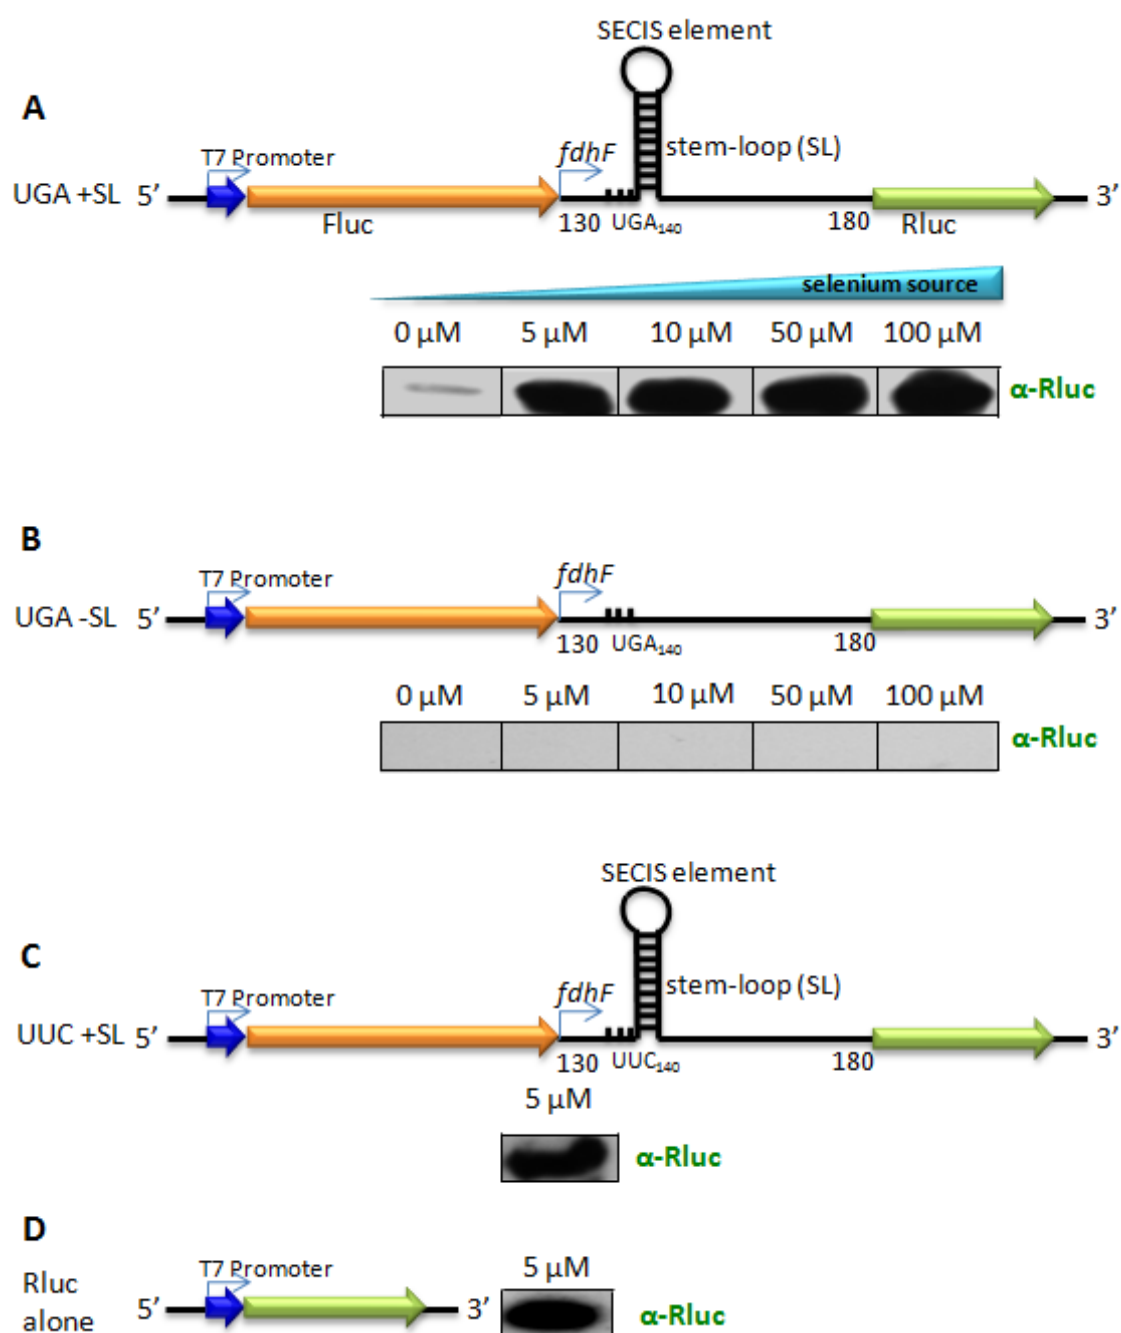 SECIS element
A
T7 Promoter
fdhF
stem-loop (SL)
UGA +SL 5’ 3’
Fluc 130 UGA₁₄₀ 180 Rluc
selenium source
0 µM 5 µM 10 µM 50 µM 100 µM
α-Rluc
B
T7 Promoter fdhF
UGA -SL 5’ 3’
130 UGA₁₄₀ 180
0 µM 5 µM 10 µM 50 µM 100 µM
α-Rluc
SECIS element
C
T7 Promoter fdhF stem-loop (SL)
UUC +SL 5’ 3’
130 UUC₁₄₀ 180
5 µM
α-Rluc
D
T7 Promoter 5 µM
Rluc
alone
5’ 3’ α-Rluc